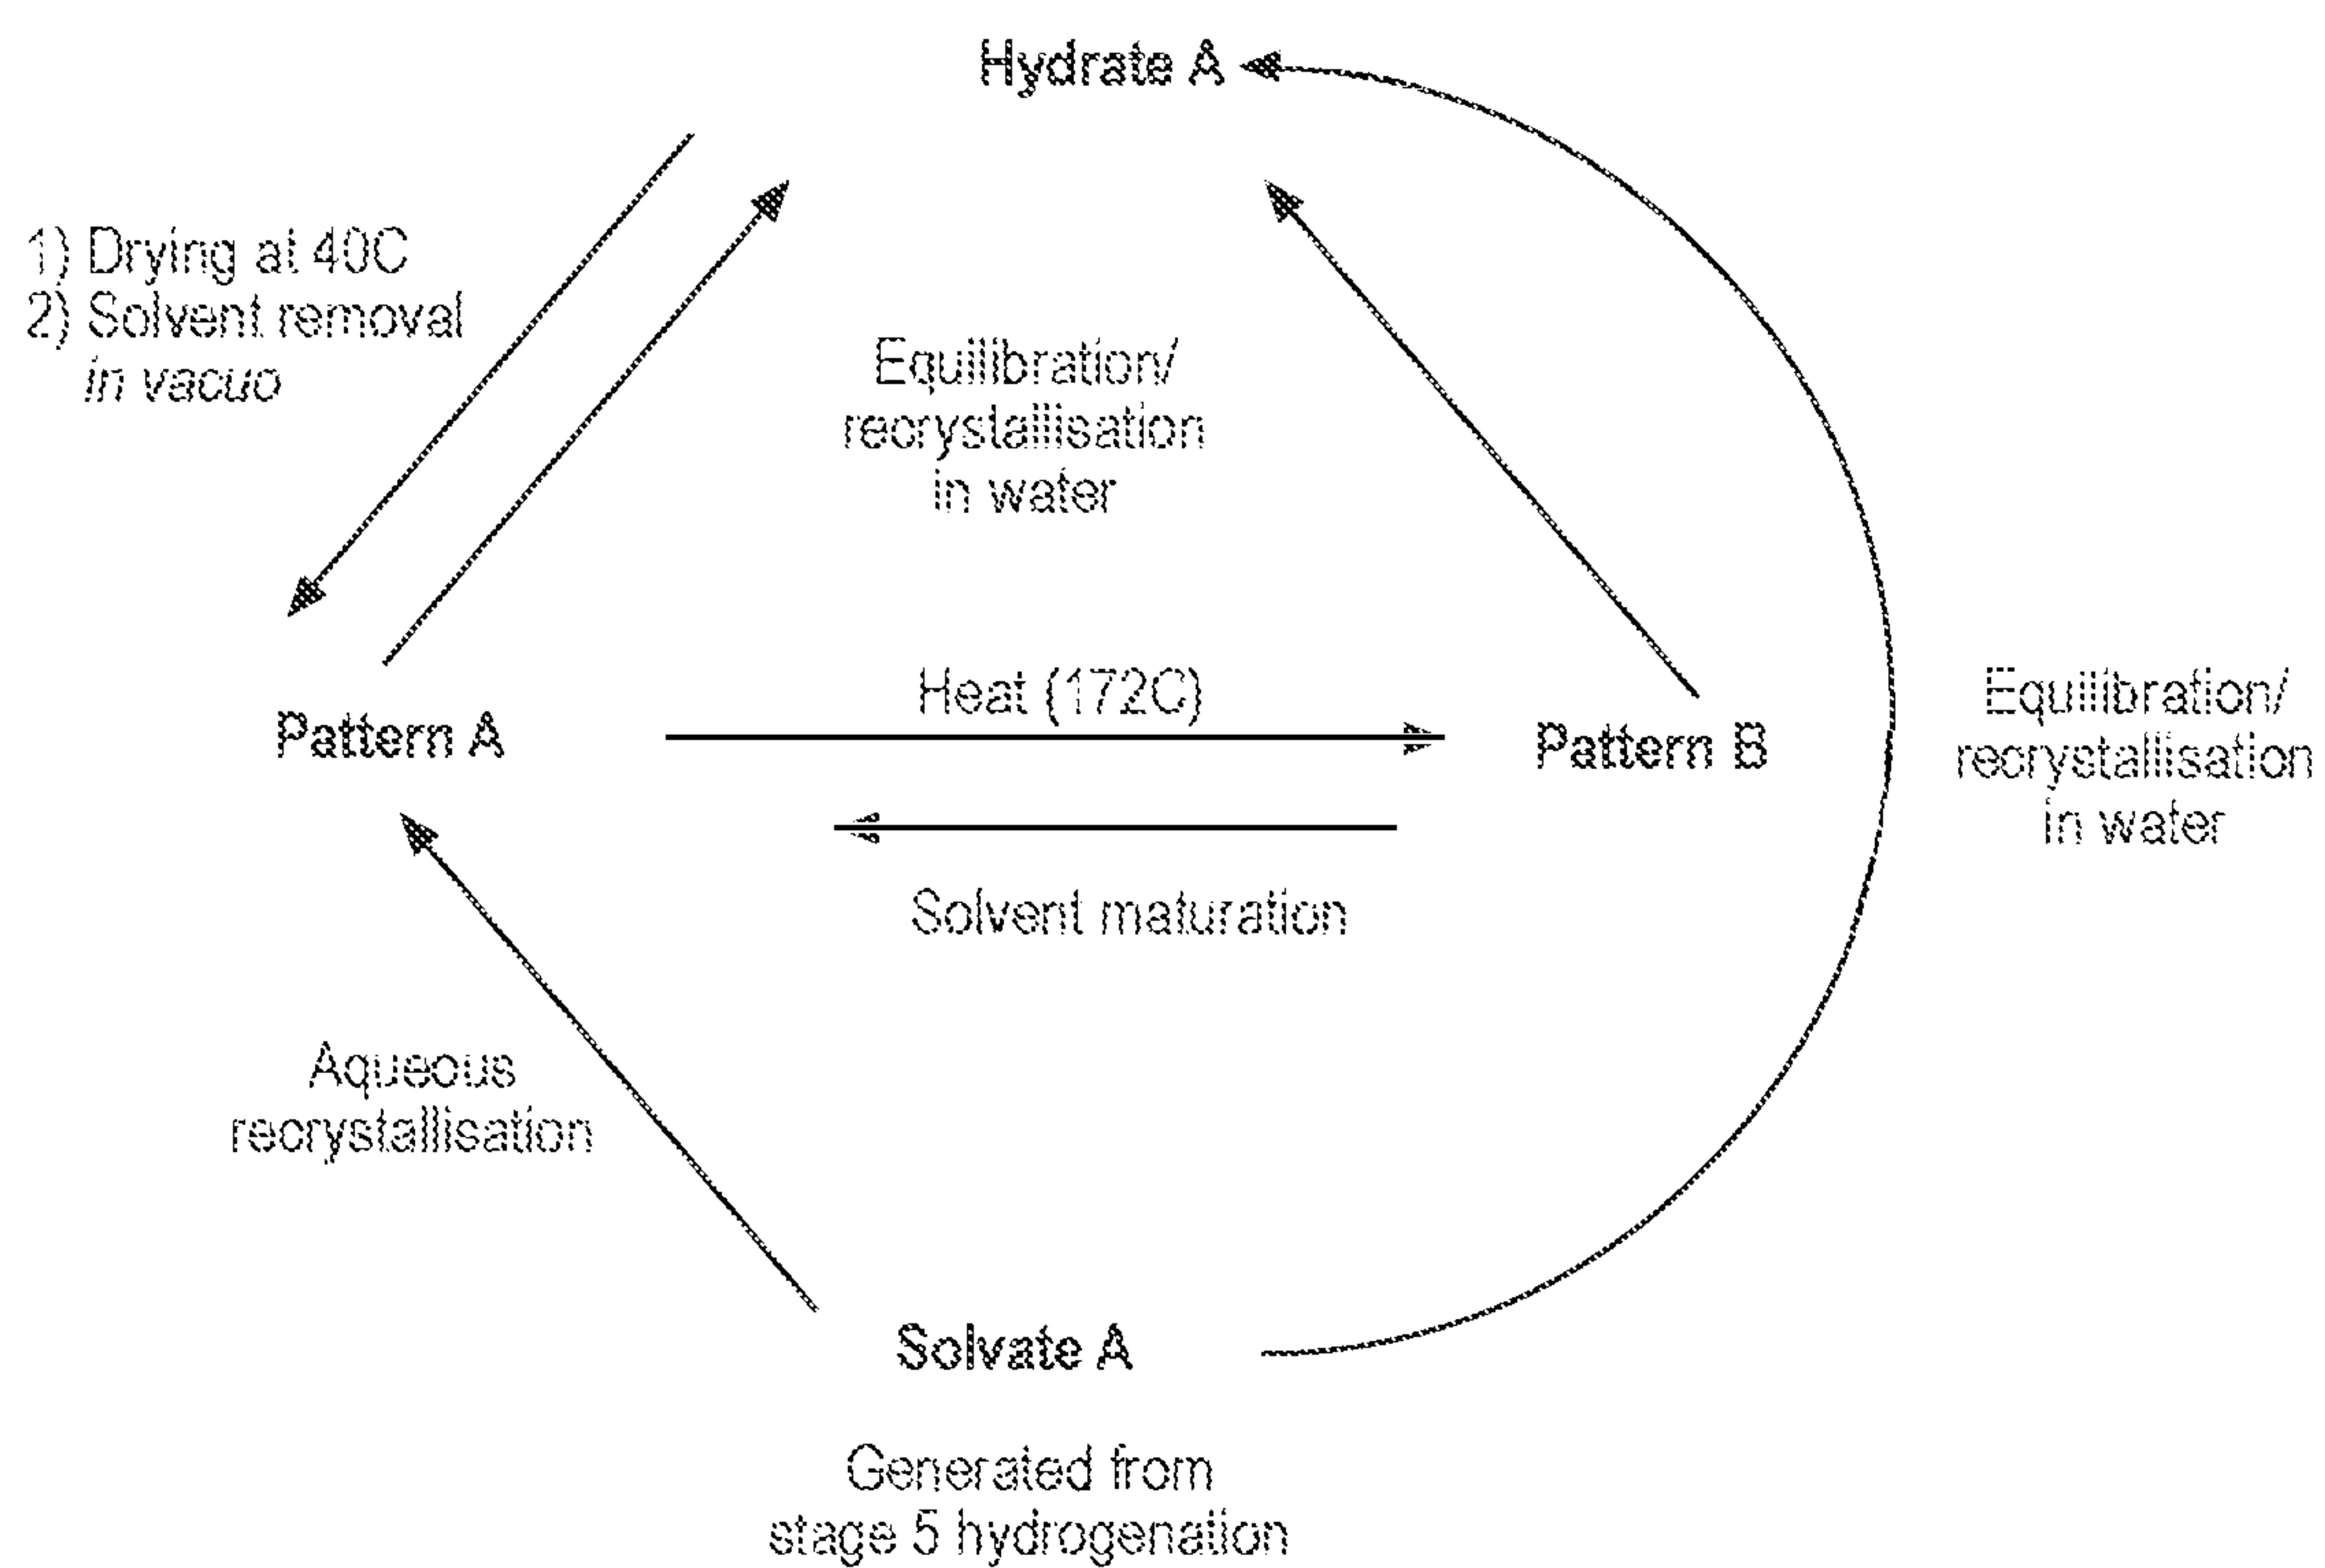 Hydrate A
1) Drying at 40C
2) Solvent removal
in vacuo
Equilibration/
recrystallisation
in water
Heat (172C)
Pattern A
Pattern B
Equilibration/
recrystallisation
in water
Solvent maturation
Aqueous
recrystallisation
Solvate A
Generated from
stage 5 hydrogenation